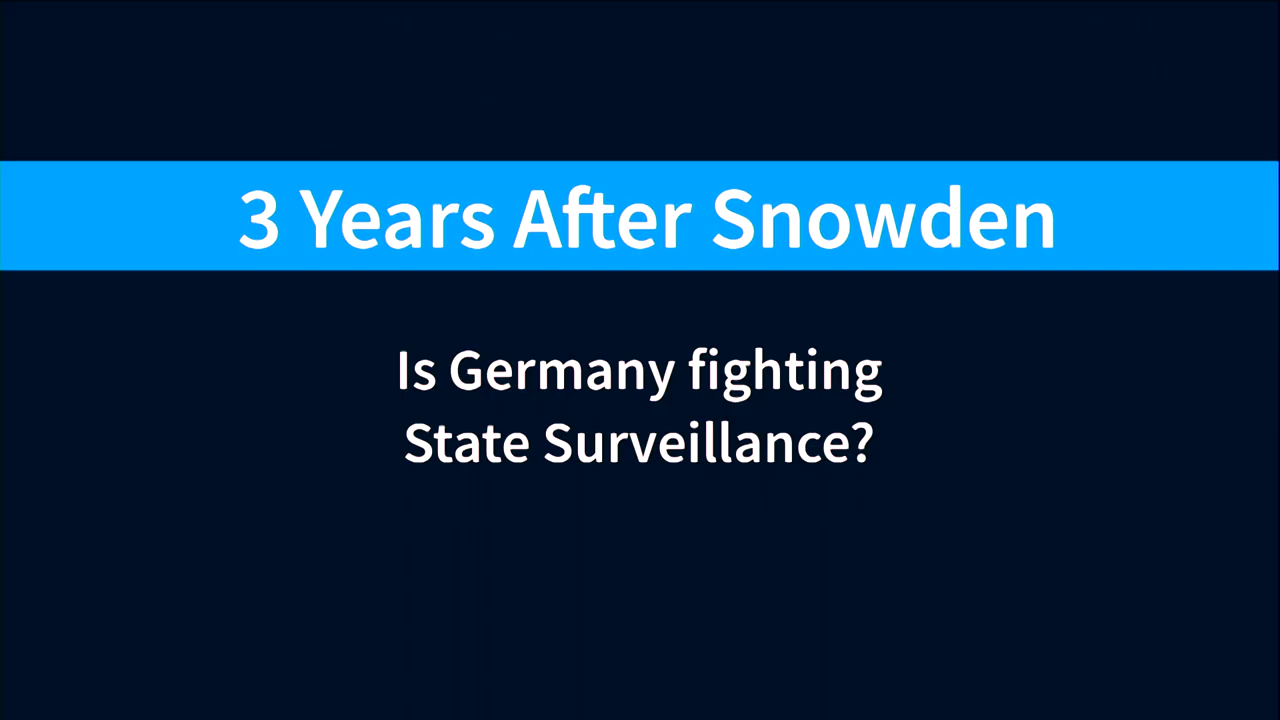 3 Years After Snowden
Is Germany fighting
State Surveillance?